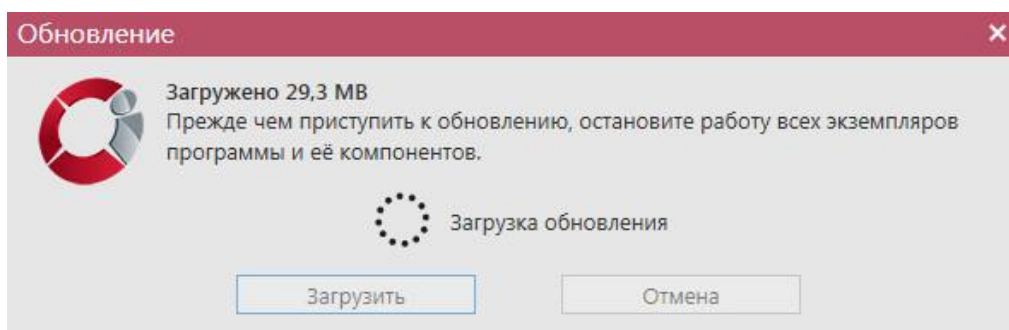 Обновление
Загружено 29,3 MB
Прежде чем приступить к обновлению, остановите работу всех экземпляров
программы и её компонентов.
Загрузка обновления
Загрузить
Отмена